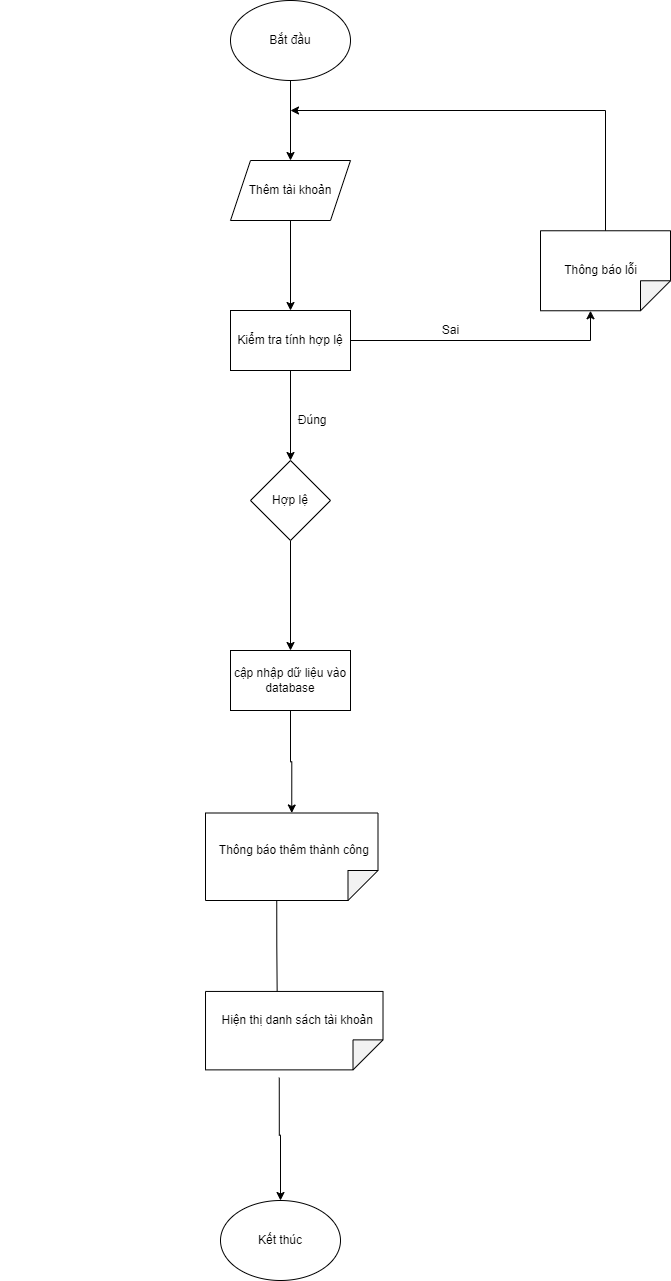 Bắt đầu
Thêm tài khoản
Thông báo lỗi
Kiểm tra tính hợp lệ
Sai
Đúng
Hợp lệ
cập nhập dữ liệu vào
database
Thông báo thêm thành công
Hiện thị danh sách tài khoản
Kết thúc